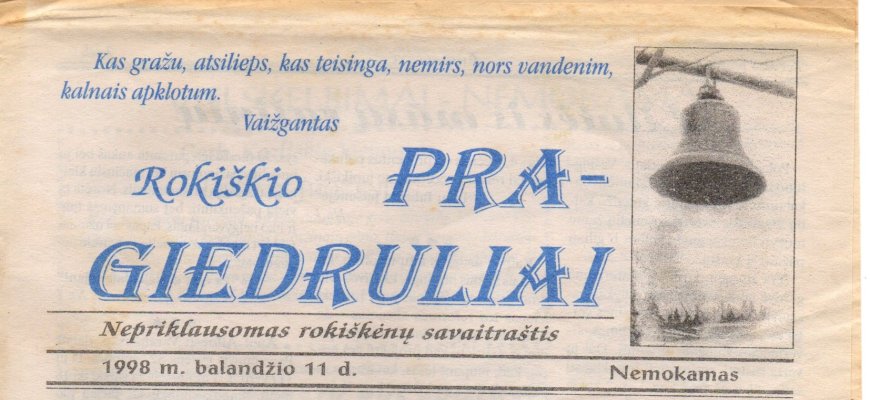 Kas gražu, atsilieps, kas teisinga, nemirs, nors vandenim,
kalnais apklotum.
Vaižgantas
Rokiškio PRA-
GIEDRULIAI
Nepriklausomas rokiškėnų savaitraštis
1998 m. balandžio 11 d. Nemokamas